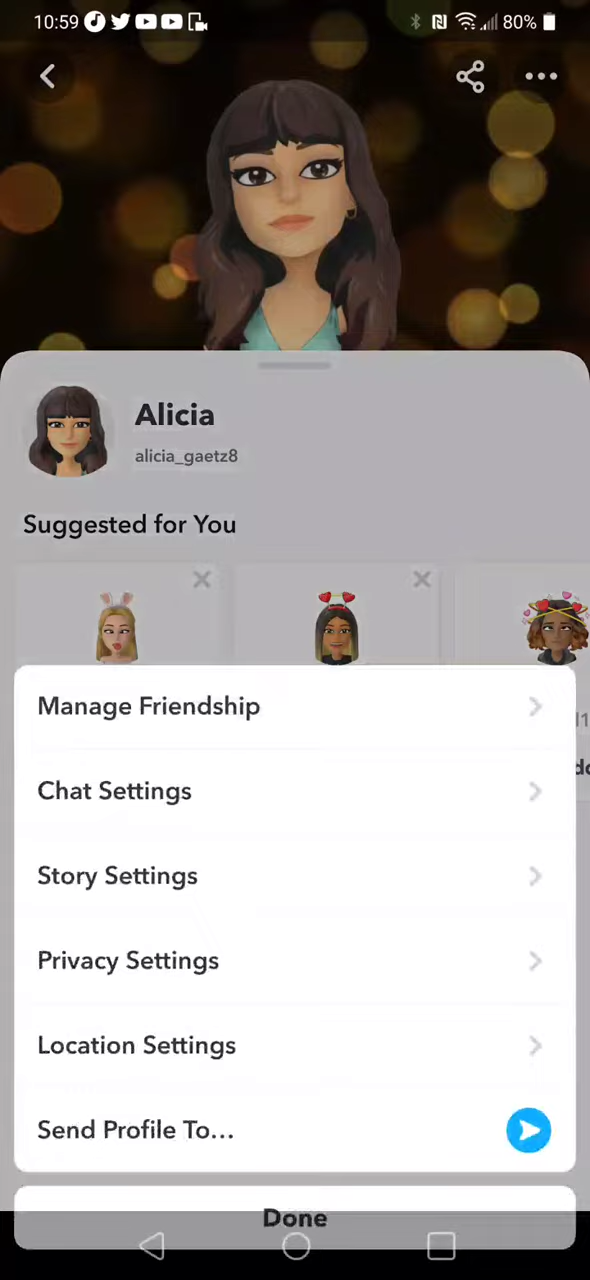 10:59
80%
Alicia
alicia_gaetz8
Suggested for You
Manage Friendship
Chat Settings
Story Settings
Privacy Settings
Location Settings
Send Profile To...
Done